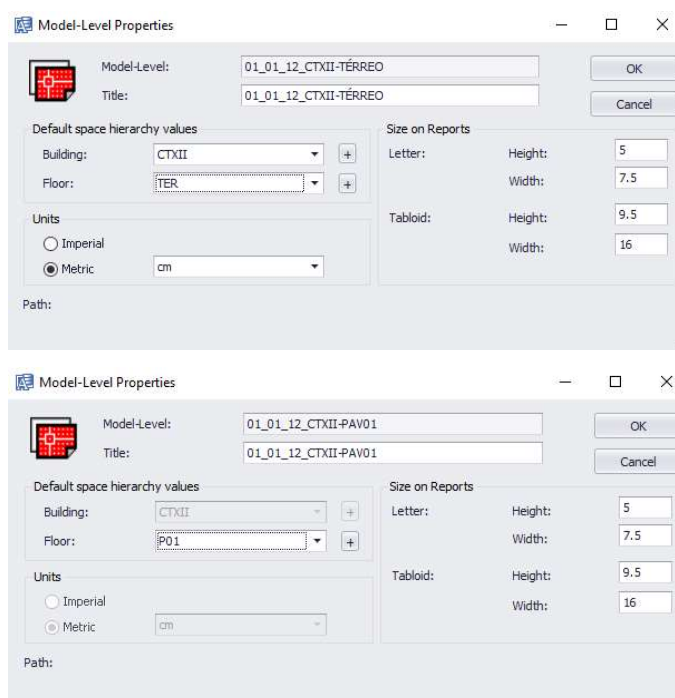 Model-Level Properties
Model-Level: 01_01_12_CTXII-TÉRREO
OK
Title: 01_01_12_CTXII-TÉRREO
Cancel
Default space hierarchy values
Building: CTXII +
Floor: TER +
Size on Reports
Letter: Height: 5
Width: 7.5
Tabloid: Height: 9.5
Width: 16
Units
Imperial
Metric cm
Path:
Model-Level Properties
Model-Level: 01_01_12_CTXII-PAV01
OK
Title: 01_01_12_CTXII-PAV01
Cancel
Default space hierarchy values
Building: CTXII +
Floor: P01 +
Size on Reports
Letter: Height: 5
Width: 7.5
Tabloid: Height: 9.5
Width: 16
Units
Imperial
Metric cm
Path: